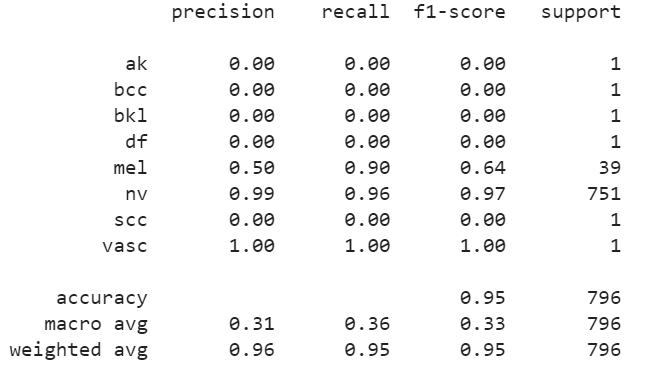 precision recall f1-score support
ak 0.00 0.00 0.00 1
bcc 0.00 0.00 0.00 1
bkl 0.00 0.00 0.00 1
df 0.00 0.00 0.00 1
mel 0.50 0.90 0.64 39
nv 0.99 0.96 0.97 751
scc 0.00 0.00 0.00 1
vasc 1.00 1.00 1.00 1
accuracy 0.95 796
macro avg 0.31 0.36 0.33 796
weighted avg 0.96 0.95 0.95 796